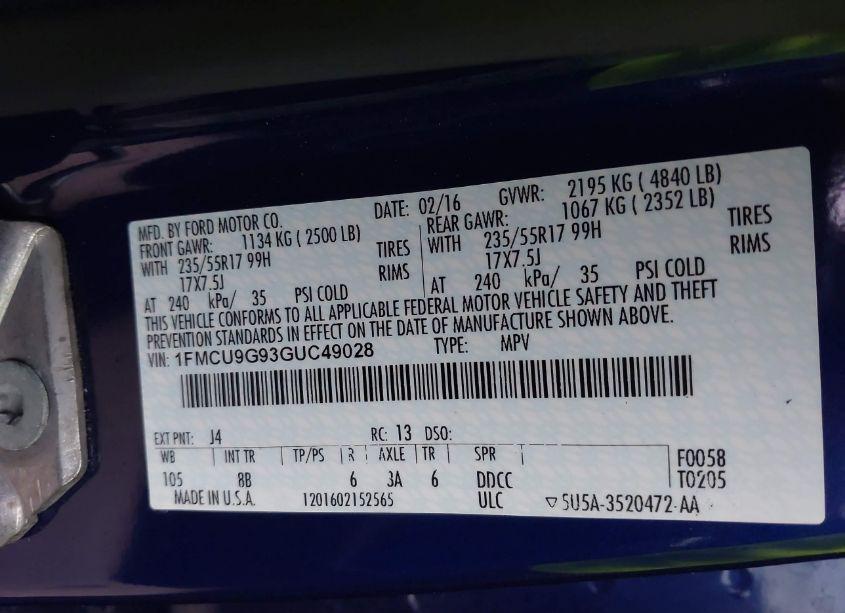 MFD. BY FORD MOTOR CO.
DATE: 02/16 GVWR: 2195 KG ( 4840 LB)
FRONT GAWR: 1134 KG ( 2500 LB) REAR GAWR: 1067 KG ( 2352 LB)
WITH 235/55R17 99H TIRES WITH 235/55R17 99H TIRES
17X7.5J RIMS 17X7.5J RIMS
AT 240 kPa/ 35 PSI COLD AT 240 kPa/ 35 PSI COLD
THIS VEHICLE CONFORMS TO ALL APPLICABLE FEDERAL MOTOR VEHICLE SAFETY AND THEFT
PREVENTION STANDARDS IN EFFECT ON THE DATE OF MANUFACTURE SHOWN ABOVE.
VIN: 1FMCU9G93GUC49028 TYPE: MPV
EXT PNT: J4 RC: 13 DSO:
WB INT TR TP/PS R AXLE TR SPR F0058
105 8B 6 3A 6 DDCC T0205
MADE IN U.S.A. 1201602152565 ULC ▽5U5A-3520472-AA